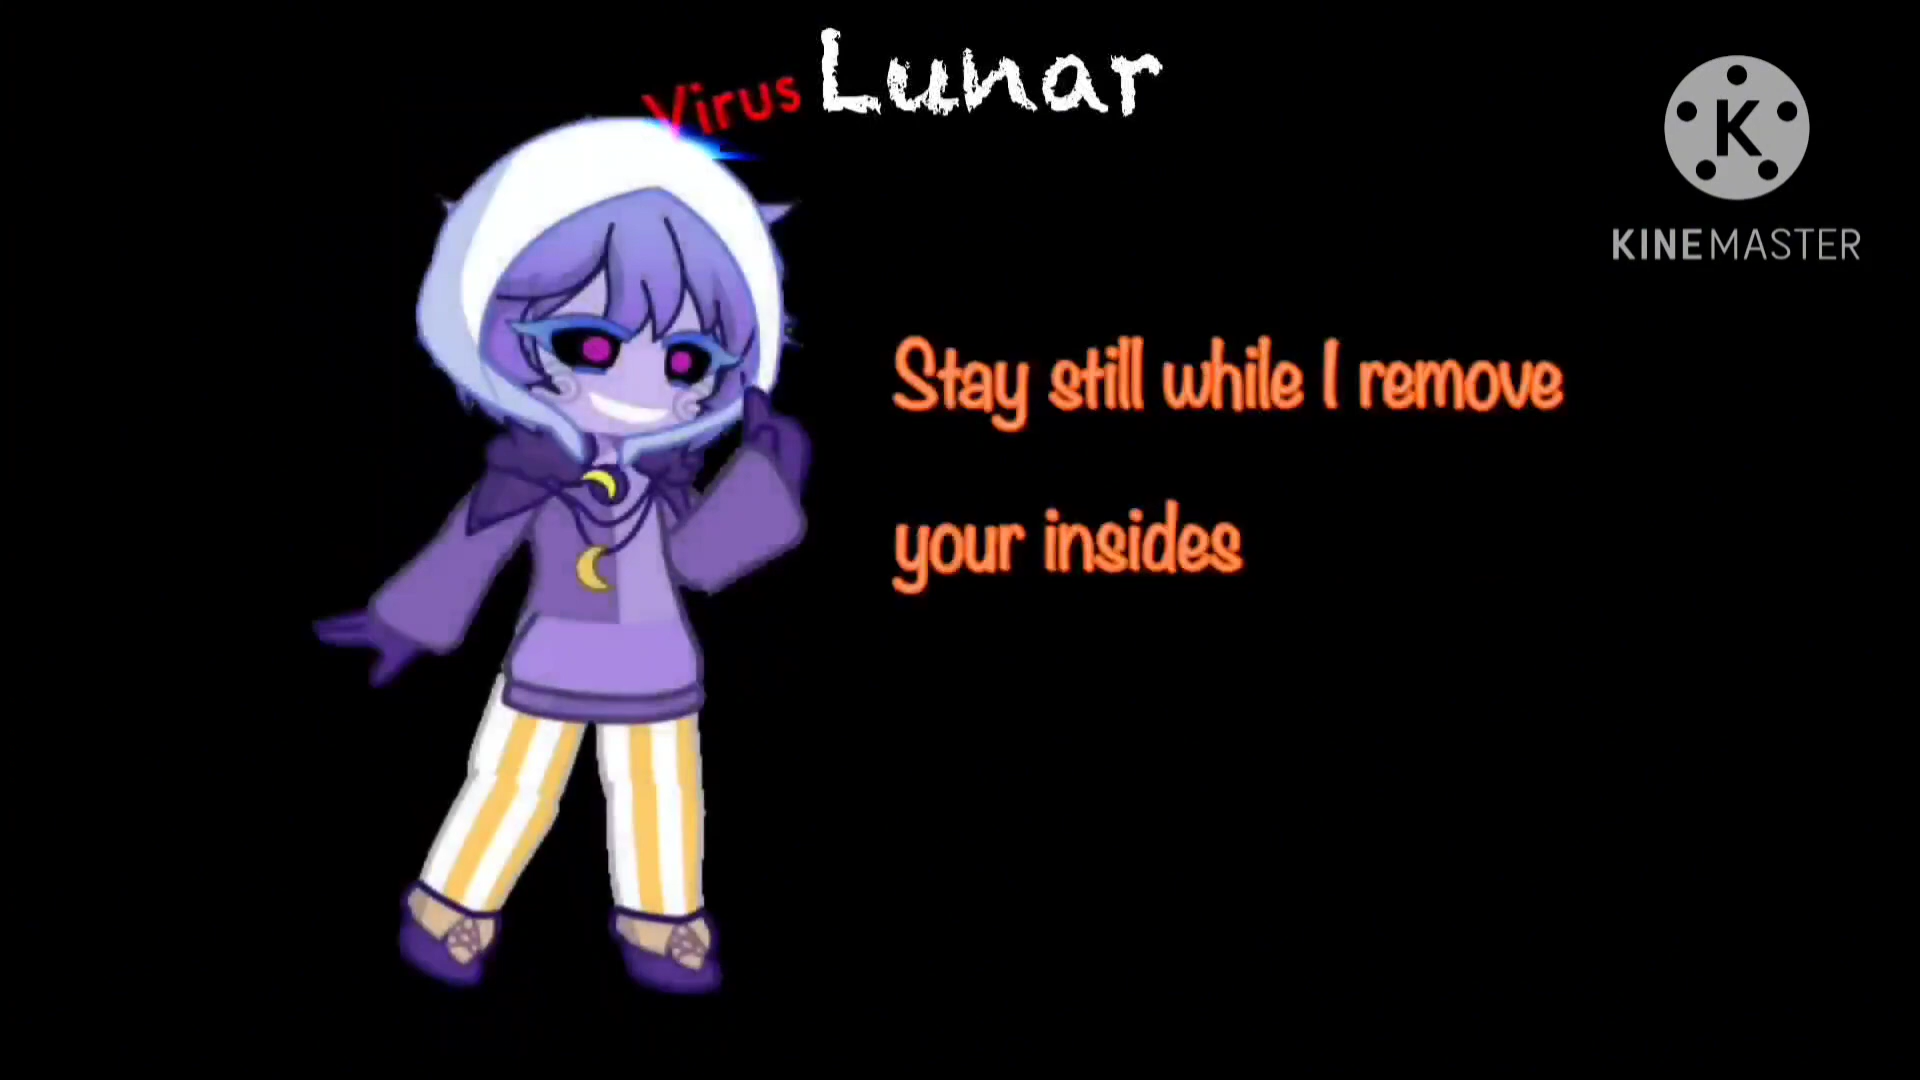 Virus Lunar
K
KINEMASTER
Stay still while I remove
your insides